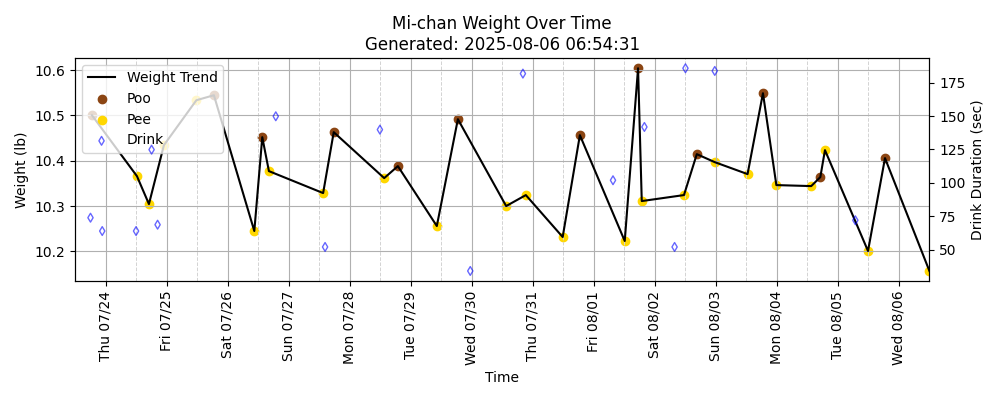 Mi-chan Weight Over Time
Generated: 2025-08-06 06:54:31
Weight (lb)
10.6
10.5
10.4
10.3
10.2
Weight Trend
Poo
Pee
Drink
175
150
125
100
75
50
Drink Duration (sec)
Thu 07/24
Fri 07/25
Sat 07/26
Sun 07/27
Mon 07/28
Tue 07/29
Wed 07/30
Thu 07/31
Fri 08/01
Sat 08/02
Sun 08/03
Mon 08/04
Tue 08/05
Wed 08/06
Time